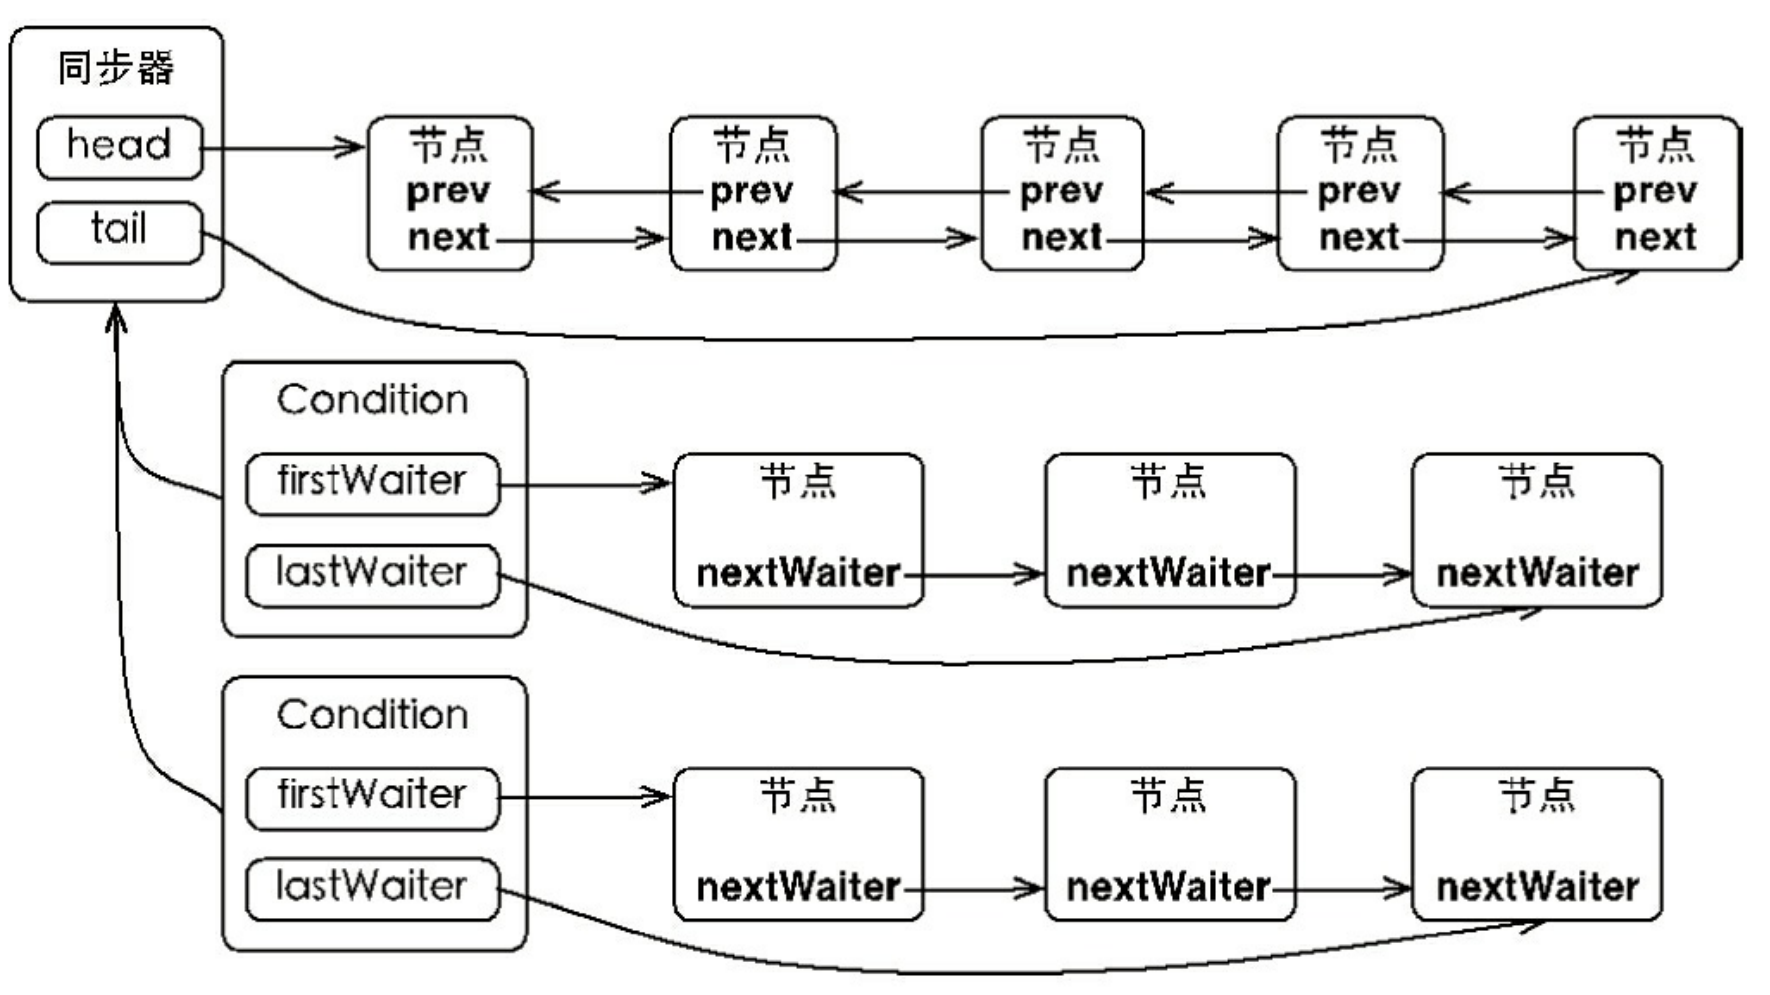 同步器
head
tail
节点
prev
next
节点
prev
next
节点
prev
next
节点
prev
next
节点
prev
next
Condition
firstWaiter
lastWaiter
节点
nextWaiter
节点
nextWaiter
节点
nextWaiter
Condition
firstWaiter
lastWaiter
节点
nextWaiter
节点
nextWaiter
节点
nextWaiter